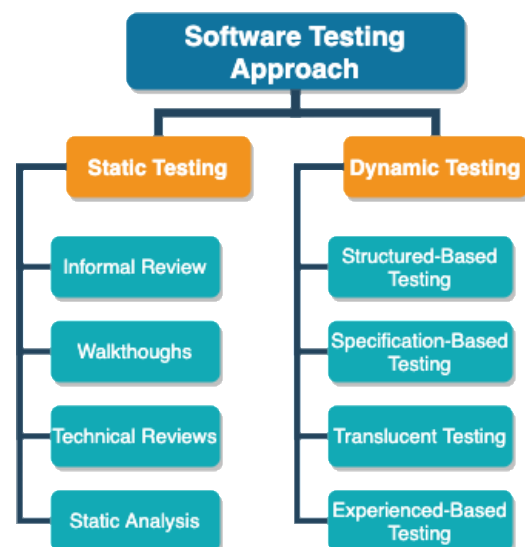 Software Testing
Approach
Static Testing
Dynamic Testing
Informal Review
Walkthoughs
Technical Reviews
Static Analysis
Structured-Based
Testing
Specification-Based
Testing
Translucent Testing
Experienced-Based
Testing